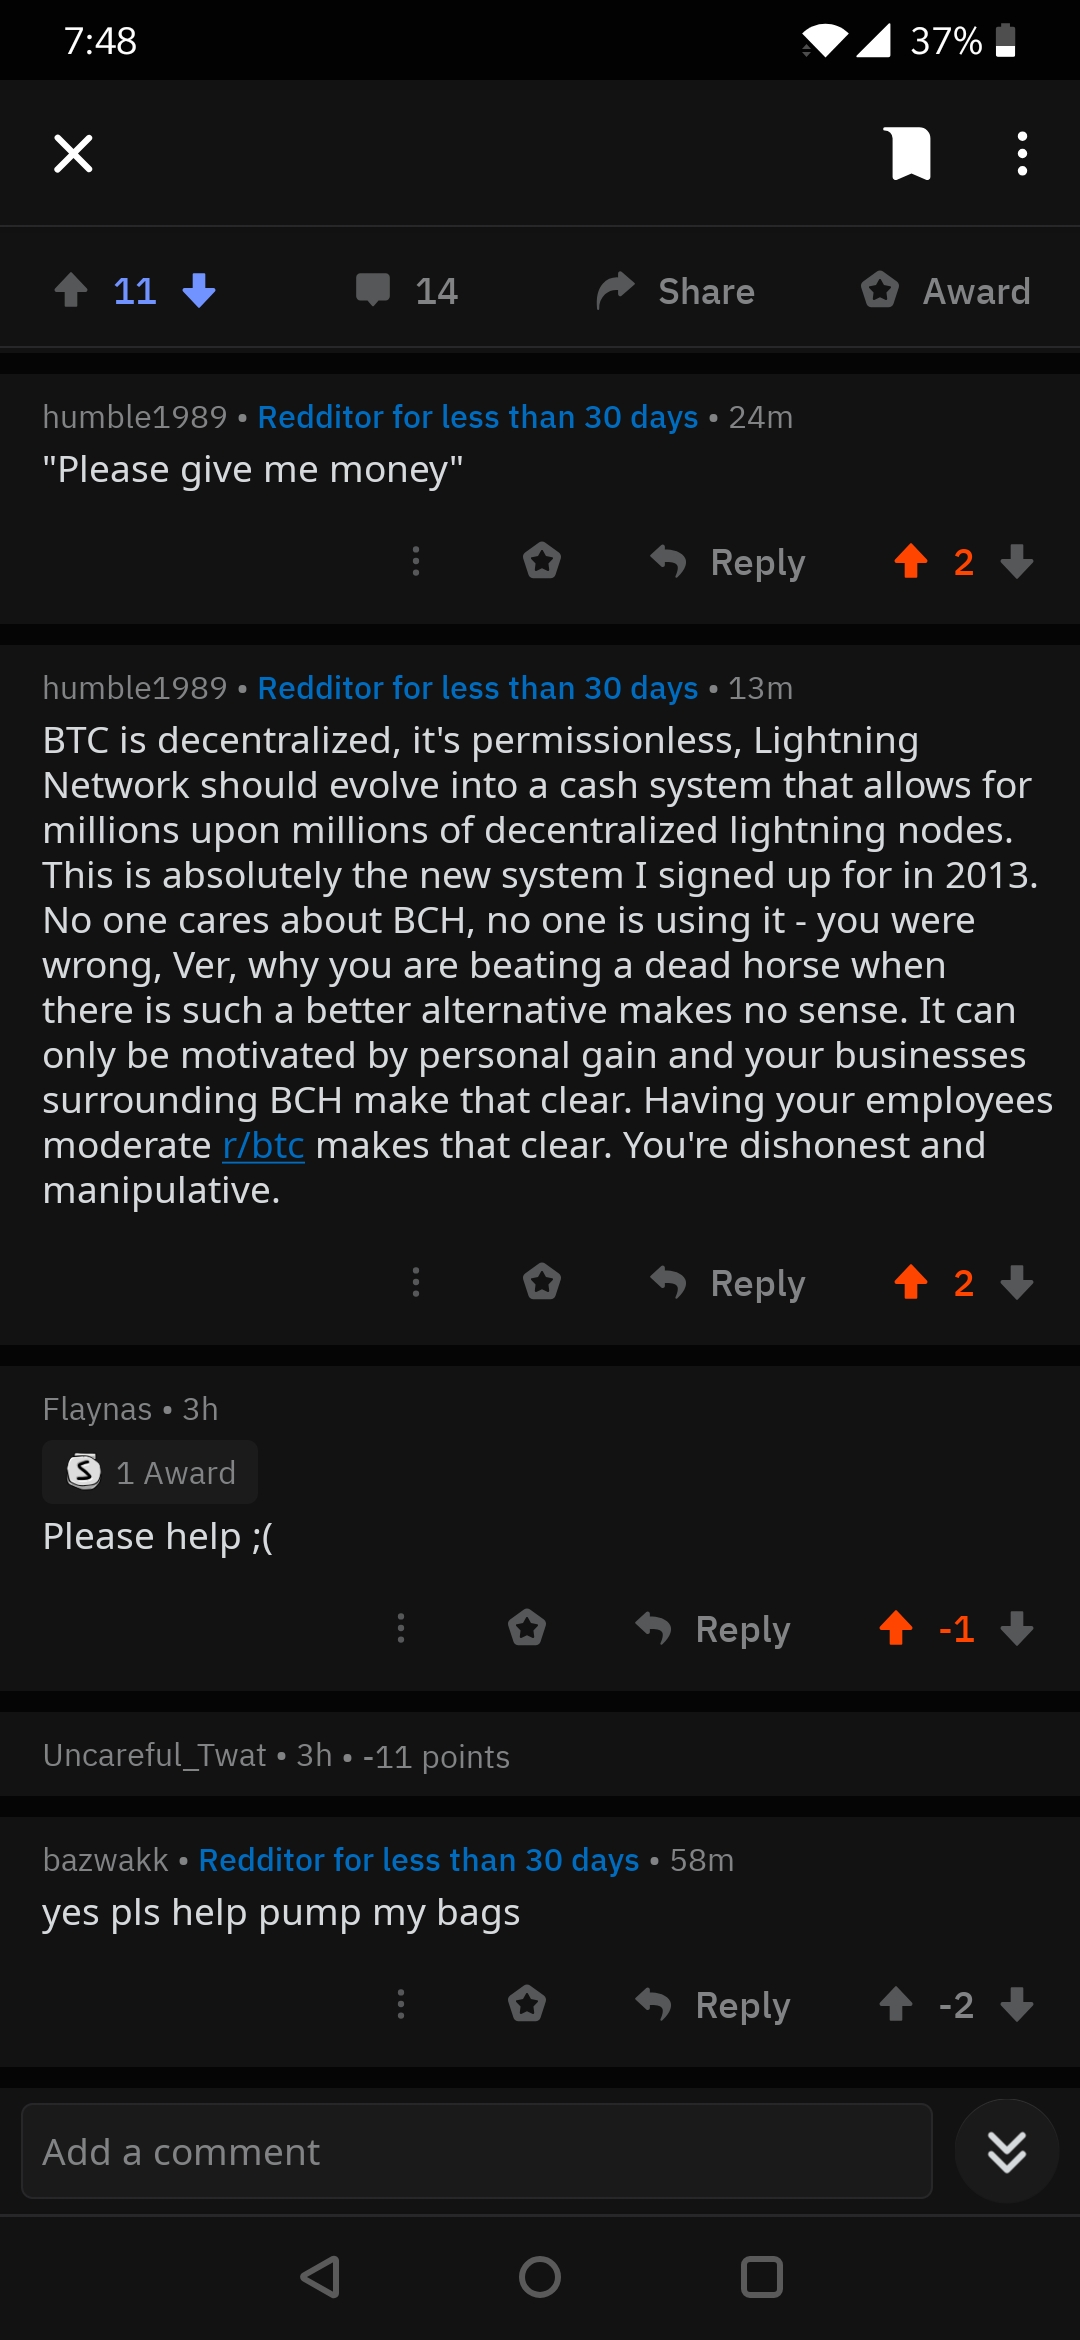 7:48
37%
11
14
Share
Award
humble1989 • Redditor for less than 30 days • 24m
"Please give me money"
Reply
2
humble1989 • Redditor for less than 30 days • 13m
BTC is decentralized, it's permissionless, Lightning
Network should evolve into a cash system that allows for
millions upon millions of decentralized lightning nodes.
This is absolutely the new system I signed up for in 2013.
No one cares about BCH, no one is using it - you were
wrong, Ver, why you are beating a dead horse when
there is such a better alternative makes no sense. It can
only be motivated by personal gain and your businesses
surrounding BCH make that clear. Having your employees
moderate r/btc makes that clear. You're dishonest and
manipulative.
Reply
2
Flaynas • 3h
S 1 Award
Please help ;(
Reply
-1
Uncareful_Twat • 3h • -11 points
bazwakk • Redditor for less than 30 days • 58m
yes pls help pump my bags
Reply
-2
Add a comment